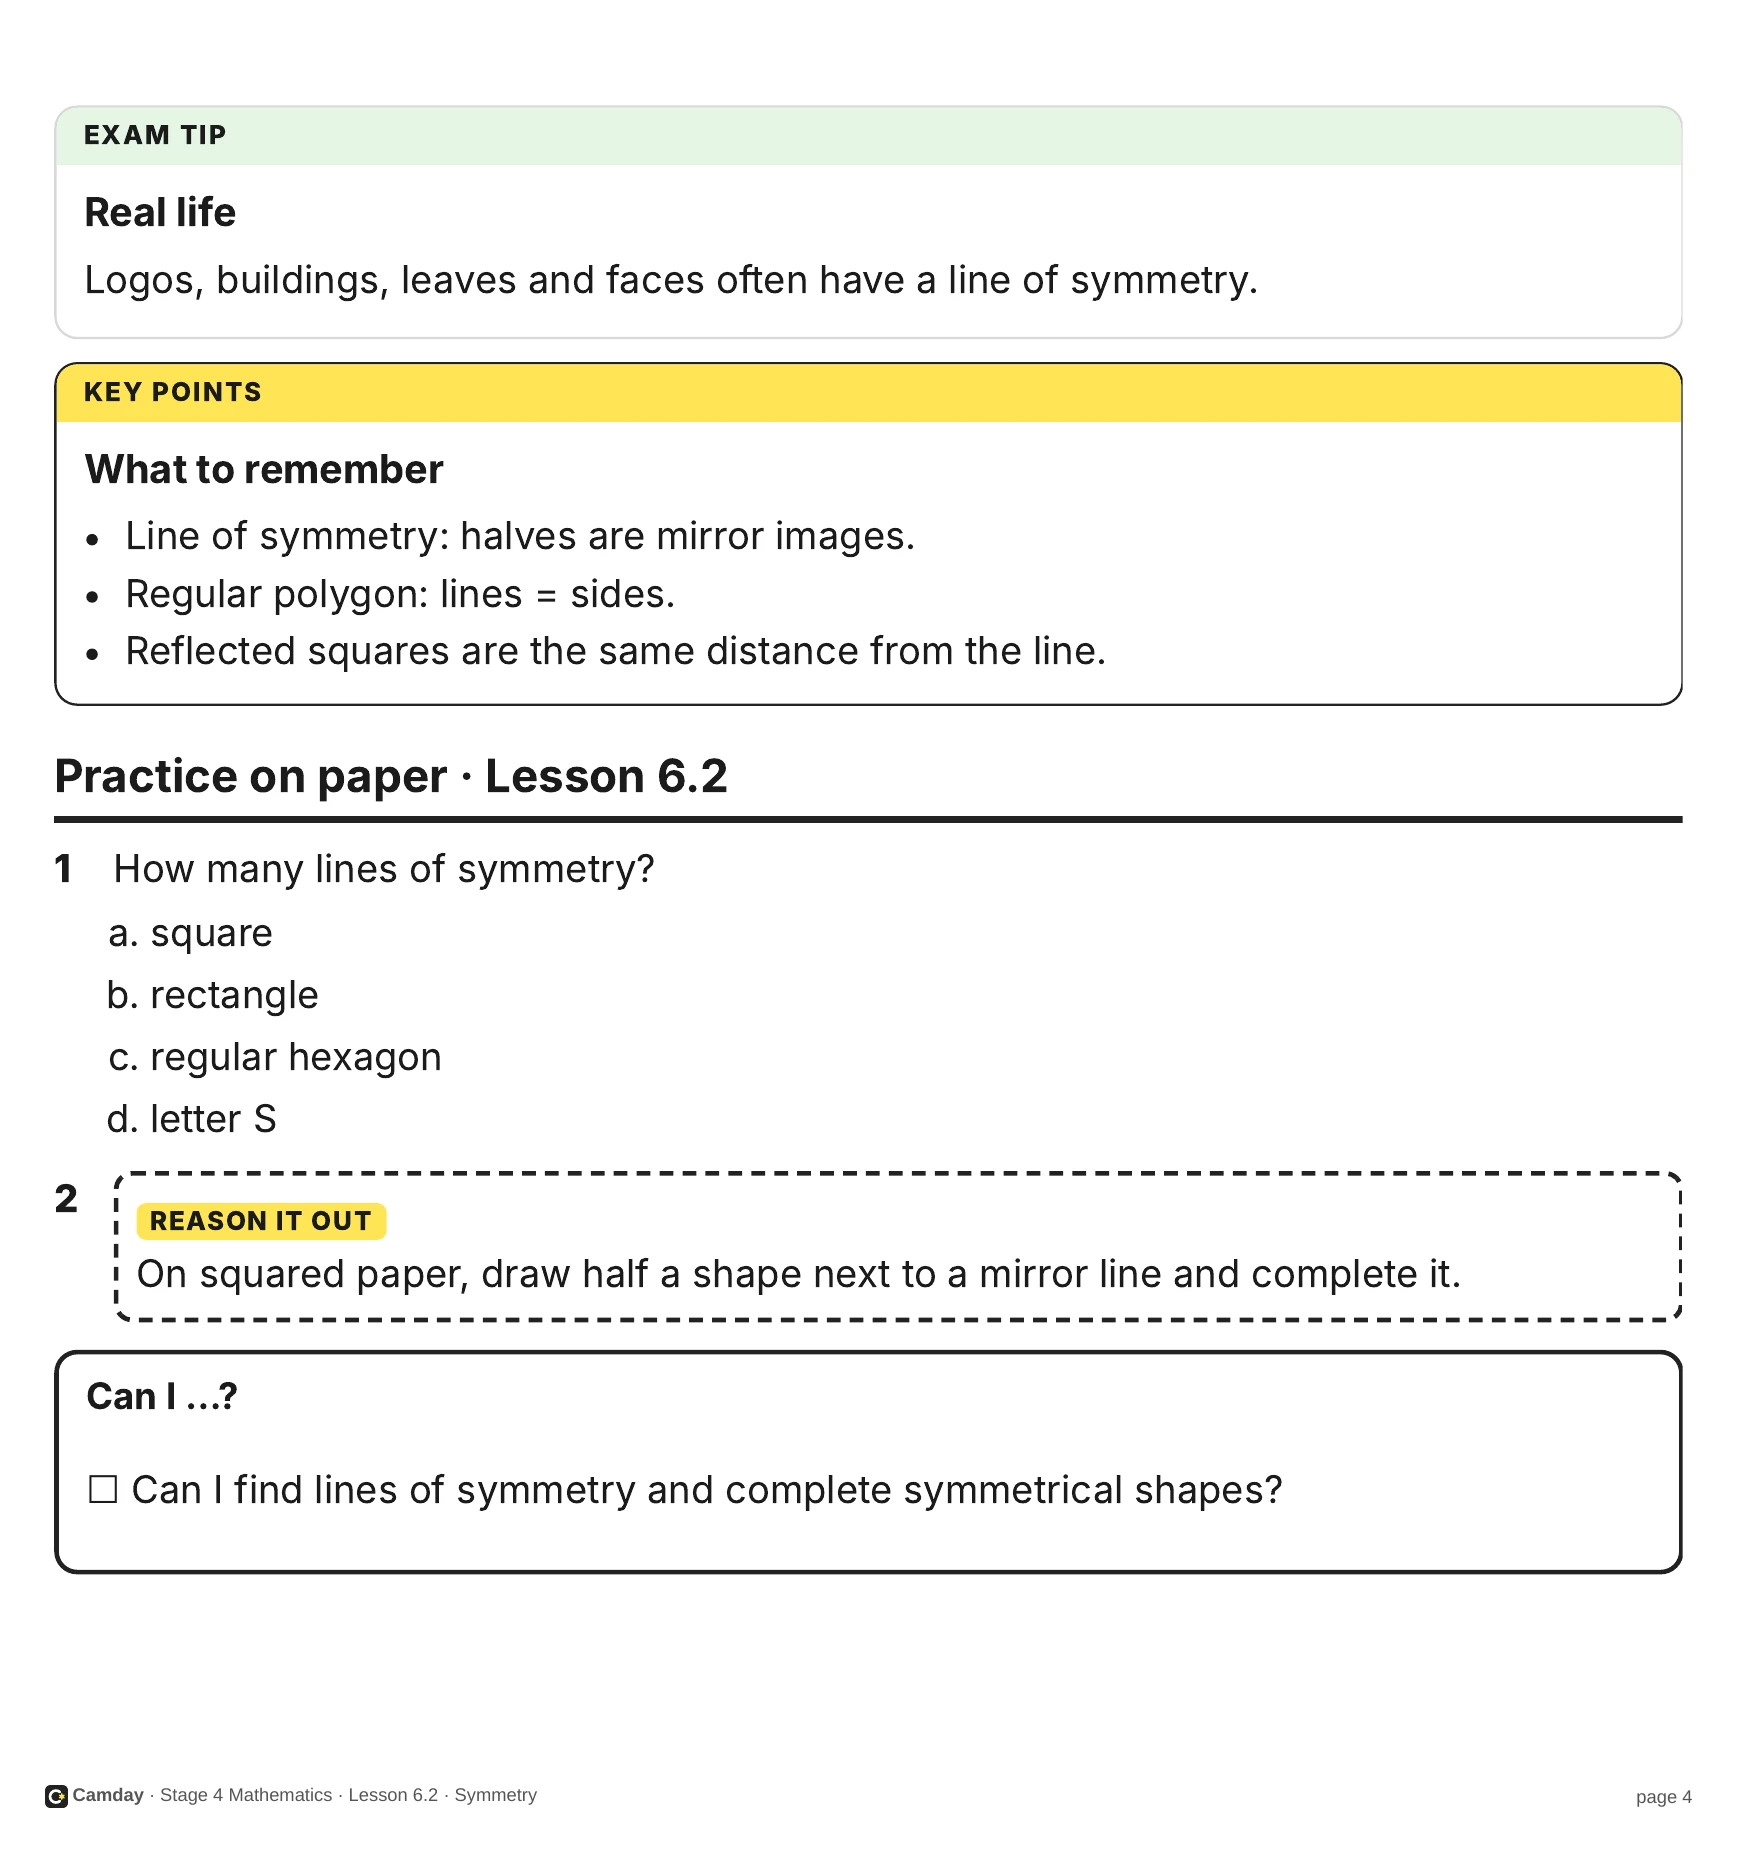 EXAM TIP
Real life
Logos, buildings, leaves and faces often have a line of symmetry.
KEY POINTS
What to remember
• Line of symmetry: halves are mirror images.
• Regular polygon: lines = sides.
• Reflected squares are the same distance from the line.
Practice on paper · Lesson 6.2
1 How many lines of symmetry?
a. square
b. rectangle
c. regular hexagon
d. letter S
2 REASON IT OUT
On squared paper, draw half a shape next to a mirror line and complete it.
Can I ...?
☐ Can I find lines of symmetry and complete symmetrical shapes?
Camday · Stage 4 Mathematics · Lesson 6.2 · Symmetry page 4